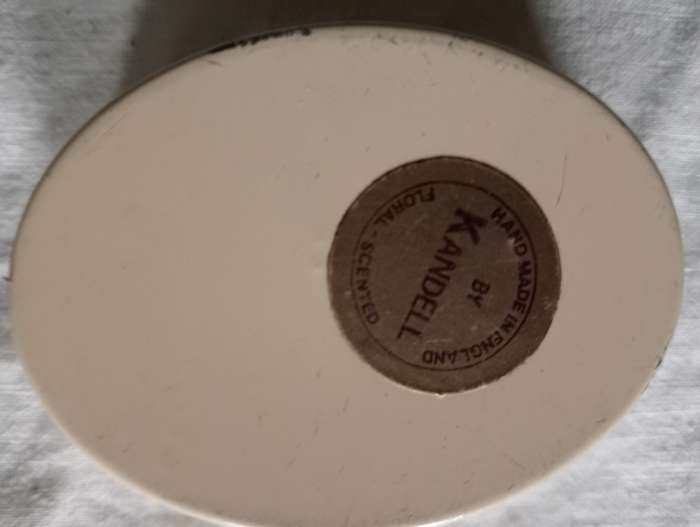 HAND MADE IN ENGLAND
BY
KANDELL
FLORAL - SCENTED